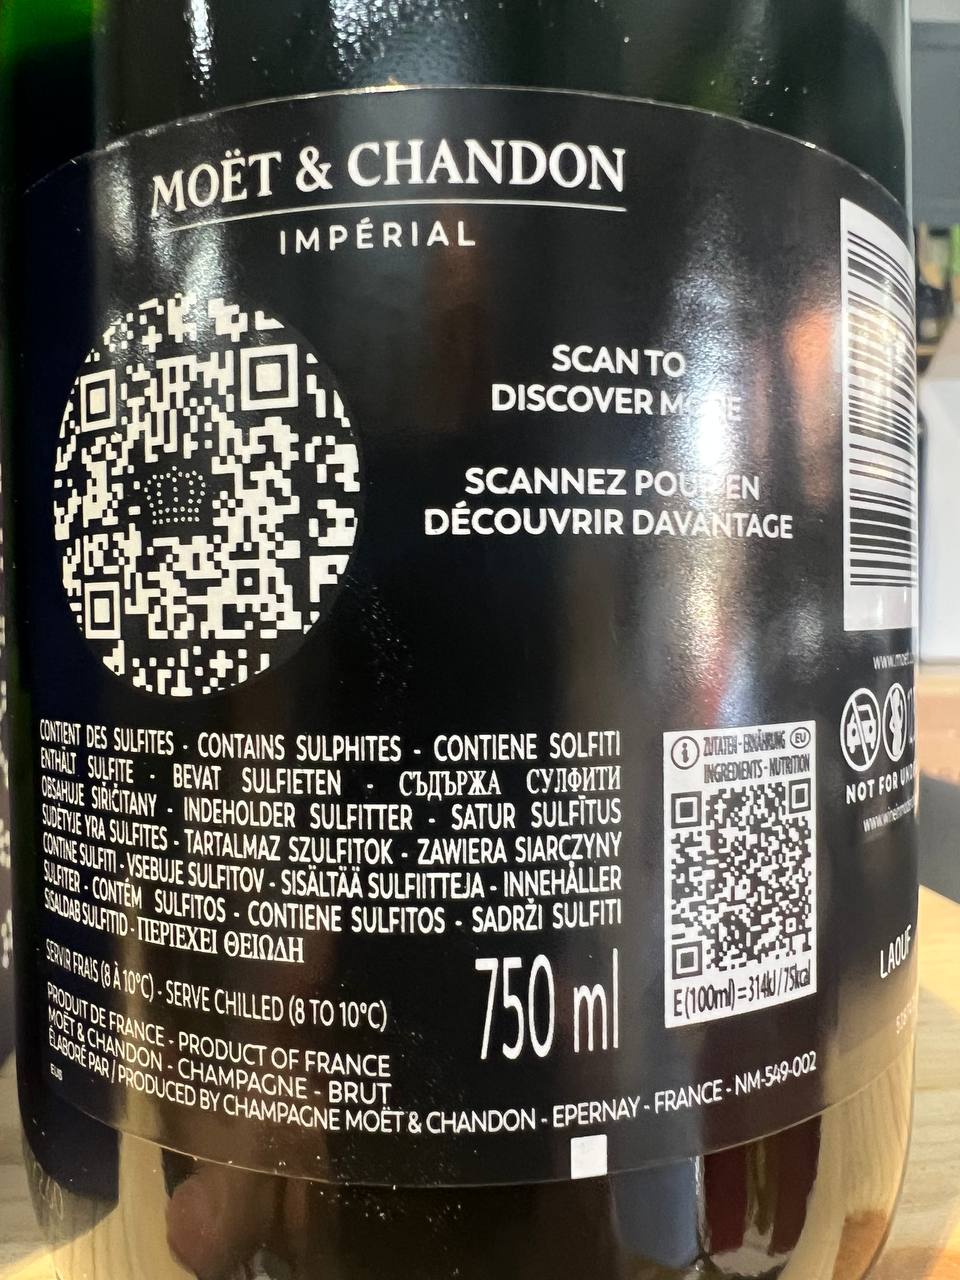 MOËT & CHANDON
IMPÉRIAL
SCAN TO
DISCOVER
SCANNEZ POUR EN
DÉCOUVRIR DAVANTAGE
CONTIENT DES SULFITES - CONTAINS SULPHITES - CONTIENE SOLFITI
ENTHÄLT SULFITE - BEVAT SULFIETEN - СЪДЪРЖА СУЛФИТИ
OBSAHUJE SIŘIČITANY - INDEHOLDER SULFITTER - SATUR SULFĪTUS
SUDĖTYJE YRA SULFITES - TARTALMAZ SZULFITOK - ZAWIERA SIARCZYNY
CONTINE SULFITI - VSEBUJE SULFITOV - SISÄLTÄÄ SULFIITTEJA - INNEHÅLLER
SULFITER - CONTÉM SULFITOS - CONTIENE SULFITOS - SADRŽI SULFITI
SISALDAB SULFITID - ΠΕΡΙΕΧΕΙ ΘΕΙΩΔΗ
SERVIR FRAIS (8 À 10°C) - SERVE CHILLED (8 TO 10°C)
750 ml
PRODUIT DE FRANCE - PRODUCT OF FRANCE
MOËT & CHANDON - CHAMPAGNE - BRUT
ÉLABORÉ PAR / PRODUCED BY CHAMPAGNE MOËT & CHANDON - EPERNAY - FRANCE - NM-549-002
i ZUTATEN - ERNÄHRUNG EU
INGREDIENTS - NUTRITION
E (100ml) = 314kJ / 75kcal
NOT FOR